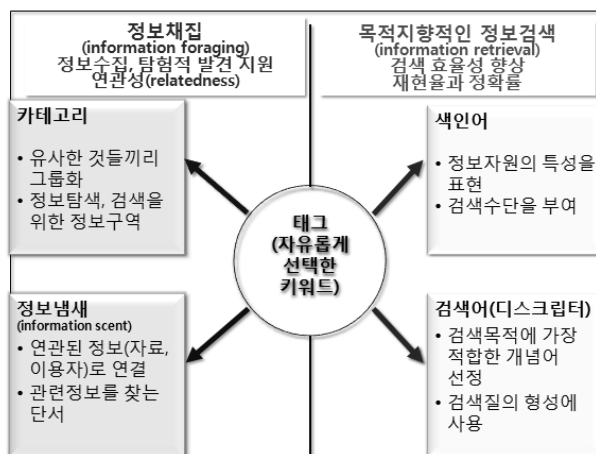 정보채집
(information foraging)
정보수집, 탐험적 발견 지원
연관성(relatedness)
목적지향적인 정보검색
(information retrieval)
검색 효율성 향상
재현율과 정확률
카테고리
• 유사한 것들끼리
그룹화
• 정보탐색, 검색을
위한 정보구역
색인어
• 정보자원의 특성을
표현
• 검색수단을 부여
태그
(자유롭게
선택한
키워드)
정보냄새
(information scent)
• 연관된 정보(자료,
이용자)로 연결
• 관련정보를 찾는
단서
검색어(디스크립터)
• 검색목적에 가장
적합한 개념어
선정
• 검색질의 형성에
사용